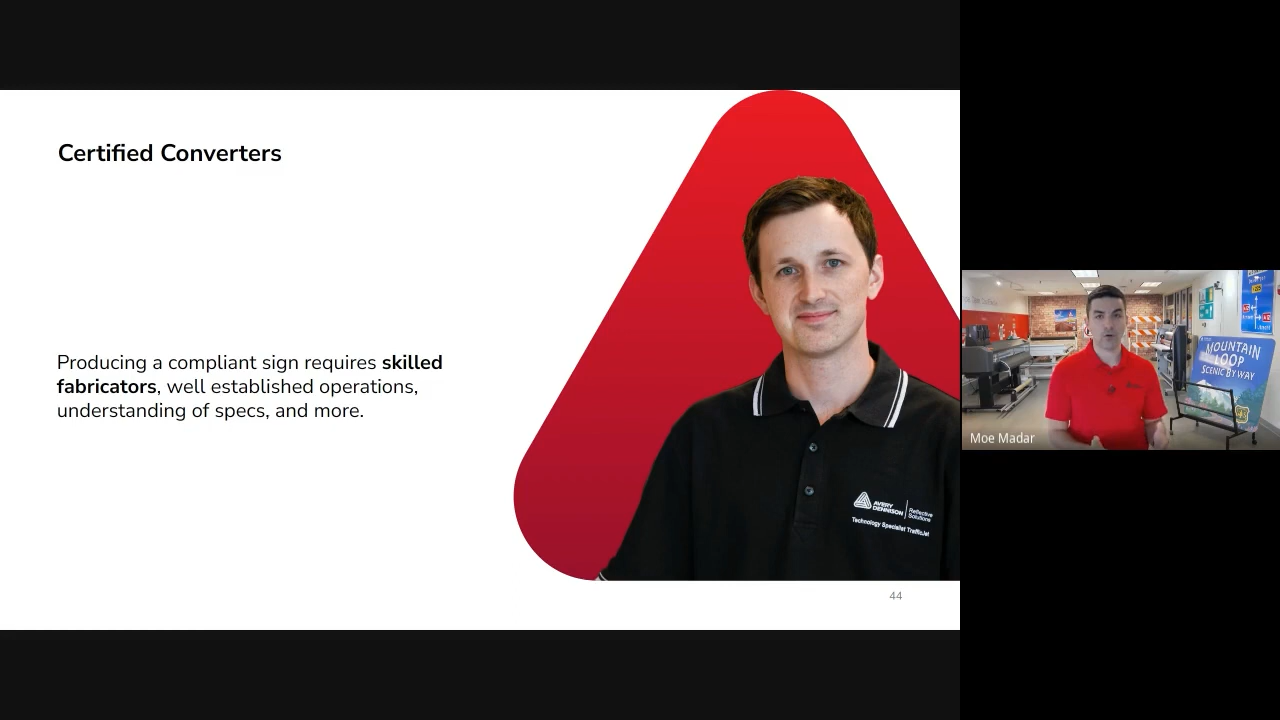 Certified Converters
Producing a compliant sign requires skilled
fabricators, well established operations,
understanding of specs, and more.
AVERY
DENNISON
Reflective
Solutions
Technology Specialist TrafficJet
44
MOUNTAIN
LOOP
SCENIC BYWAY
Moe Madar